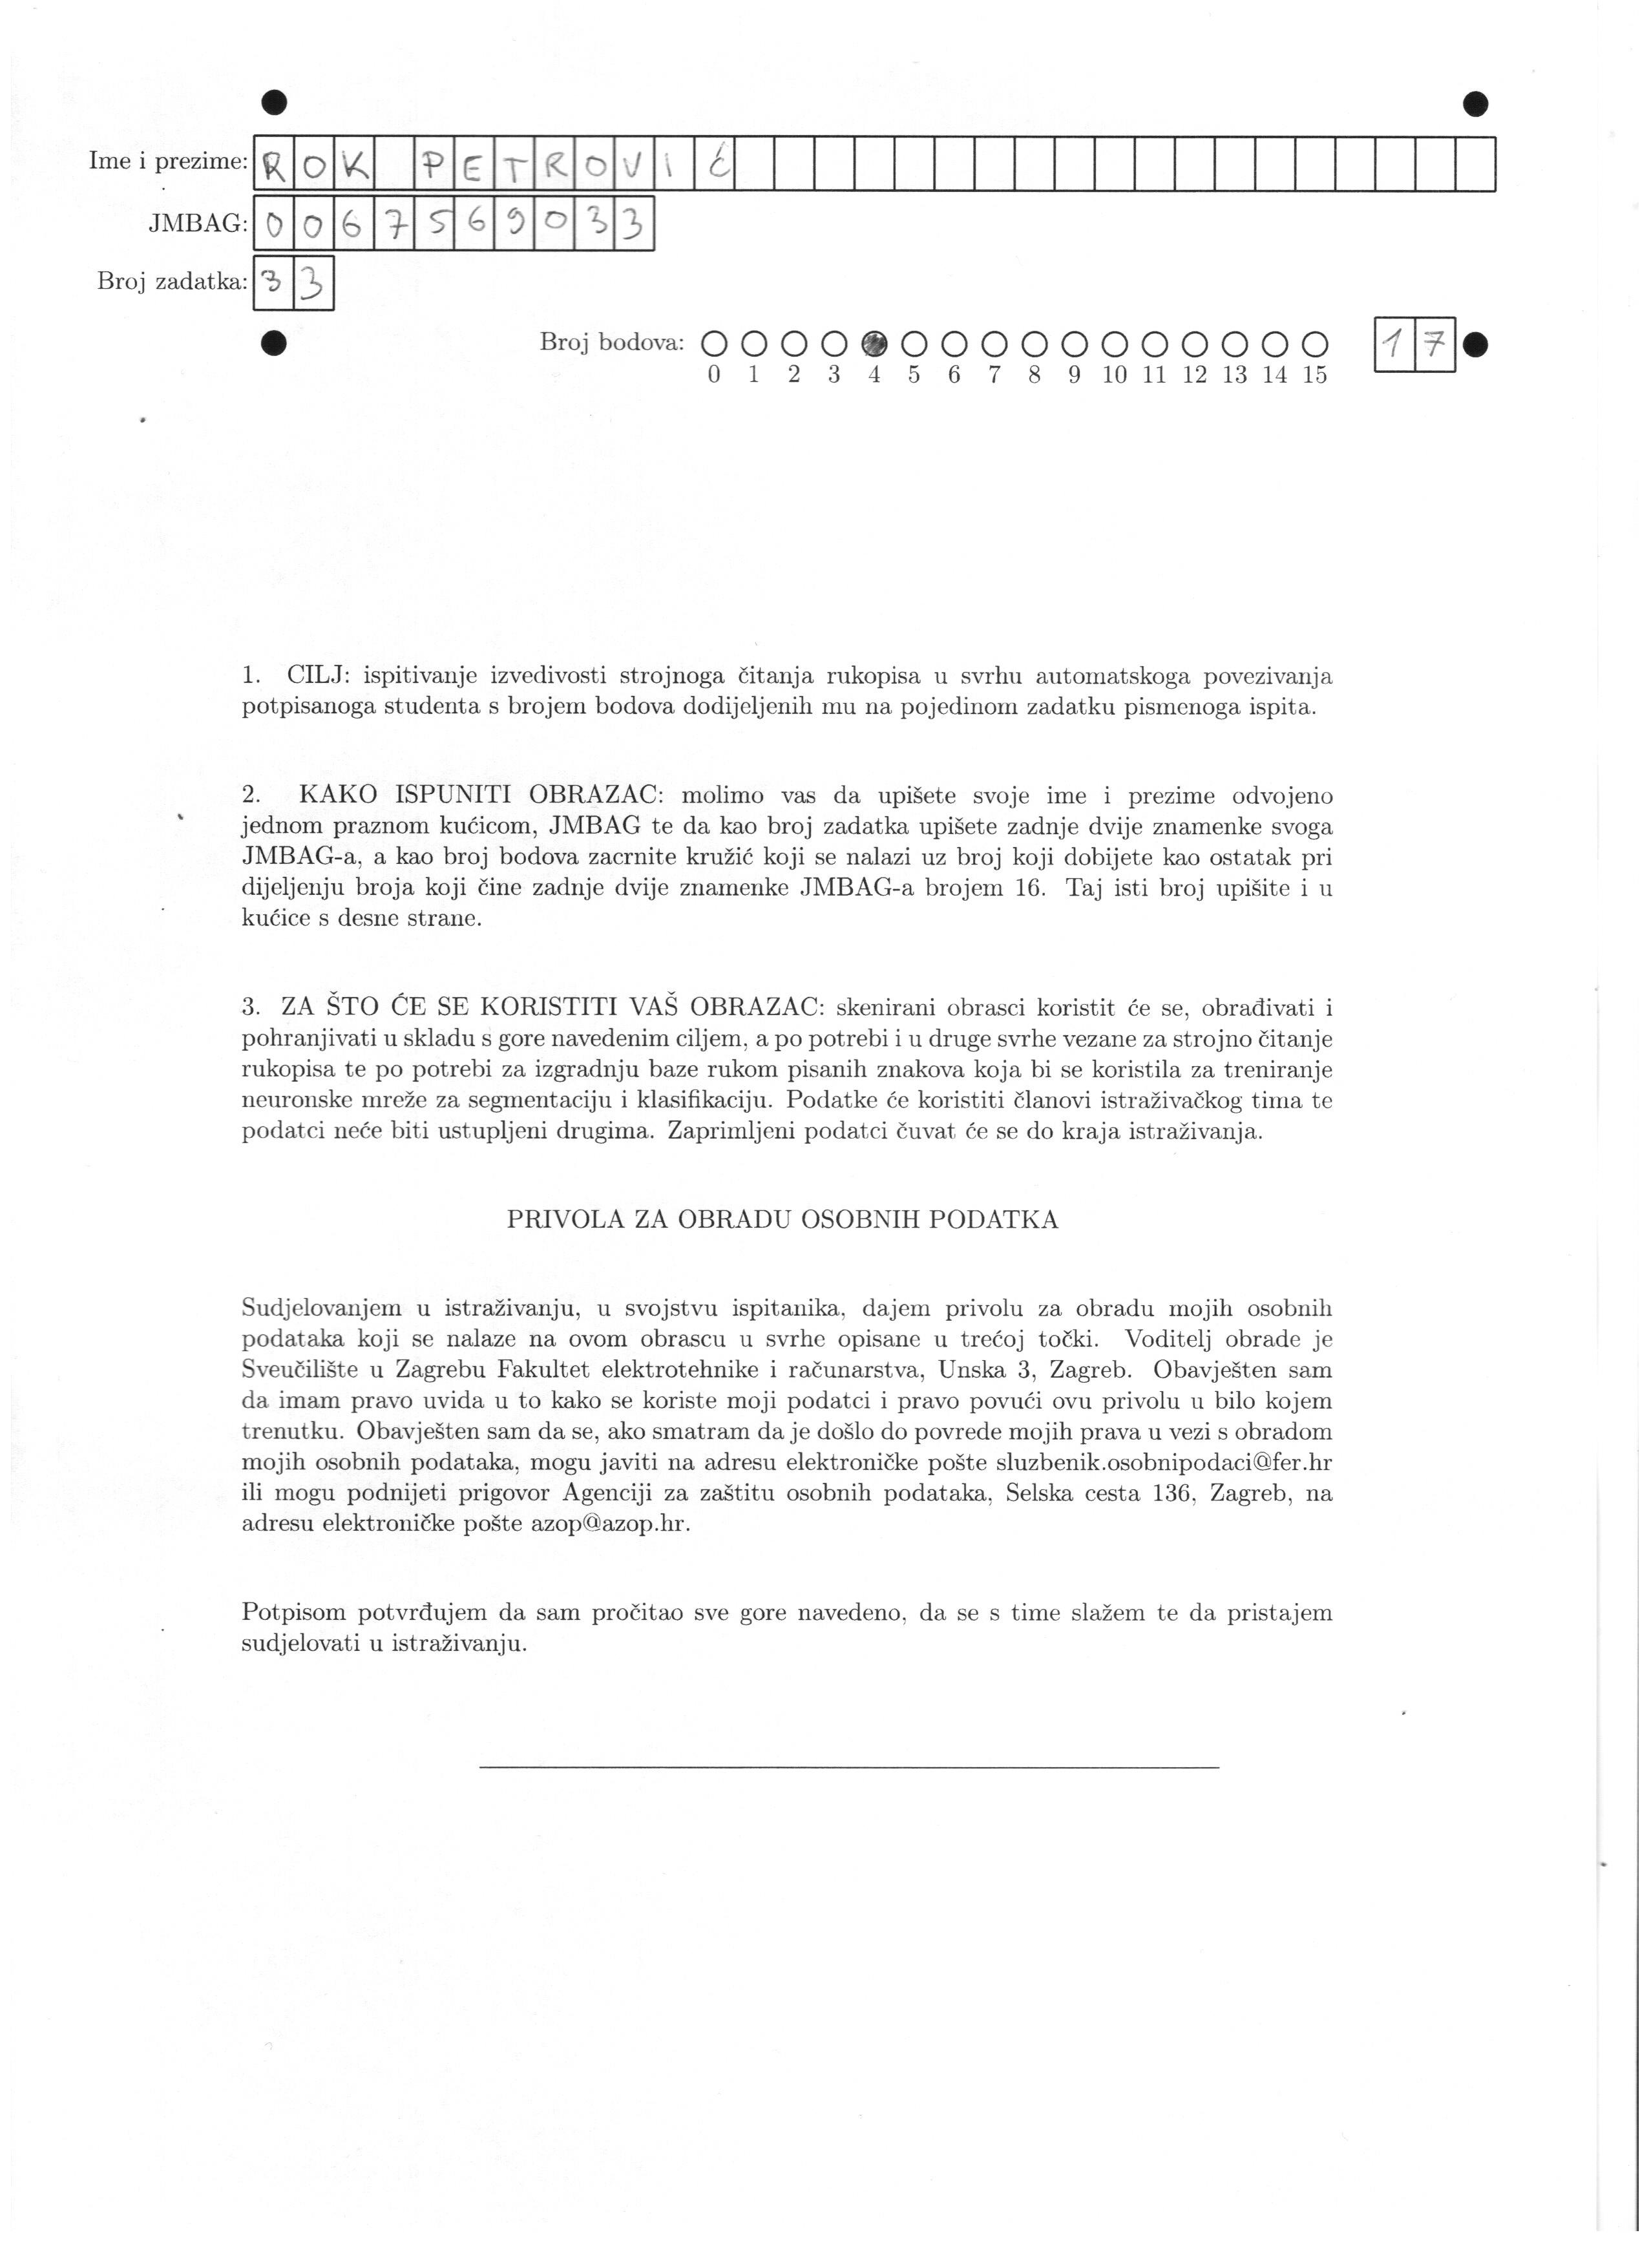 Ime i prezime: ROK PETROVIĆ
JMBAG: 0067569033
Broj zadatka: 33
Broj bodova: 17
0 1 2 3 4 5 6 7 8 9 10 11 12 13 14 15
1. CILJ: ispitivanje izvedivosti strojnoga čitanja rukopisa u svrhu automatskoga povezivanja
potpisanoga studenta s brojem bodova dodijeljenih mu na pojedinom zadatku pismenoga ispita.
2. KAKO ISPUNITI OBRAZAC: molimo vas da upišete svoje ime i prezime odvojeno
jednom praznom kućicom, JMBAG te da kao broj zadatka upišete zadnje dvije znamenke svoga
JMBAG-a, a kao broj bodova zacrnite kružić koji se nalazi uz broj koji dobijete kao ostatak pri
dijeljenju broja koji čine zadnje dvije znamenke JMBAG-a brojem 16. Taj isti broj upišite i u
kućice s desne strane.
3. ZA ŠTO ĆE SE KORISTITI VAŠ OBRAZAC: skenirani obrasci koristit će se, obrađivati i
pohranjivati u skladu s gore navedenim ciljem, a po potrebi i u druge svrhe vezane za strojno čitanje
rukopisa te po potrebi za izgradnju baze rukom pisanih znakova koja bi se koristila za treniranje
neuronske mreže za segmentaciju i klasifikaciju. Podatke će koristiti članovi istraživačkog tima te
podatci neće biti ustupljeni drugima. Zaprimljeni podatci čuvat će se do kraja istraživanja.
PRIVOLA ZA OBRADU OSOBNIH PODATKA
Sudjelovanjem u istraživanju, u svojstvu ispitanika, dajem privolu za obradu mojih osobnih
podataka koji se nalaze na ovom obrascu u svrhe opisane u trećoj točki. Voditelj obrade je
Sveučilište u Zagrebu Fakultet elektrotehnike i računarstva, Unska 3, Zagreb. Obavješten sam
da imam pravo uvida u to kako se koriste moji podatci i pravo povući ovu privolu u bilo kojem
trenutku. Obavješten sam da se, ako smatram da je došlo do povrede mojih prava u vezi s obradom
mojih osobnih podataka, mogu javiti na adresu elektroničke pošte sluzbenik.osobnipodaci@fer.hr
ili mogu podnijeti prigovor Agenciji za zaštitu osobnih podataka, Selska cesta 136, Zagreb, na
adresu elektroničke pošte azop@azop.hr.
Potpisom potvrđujem da sam pročitao sve gore navedeno, da se s time slažem te da pristajem
sudjelovati u istraživanju.